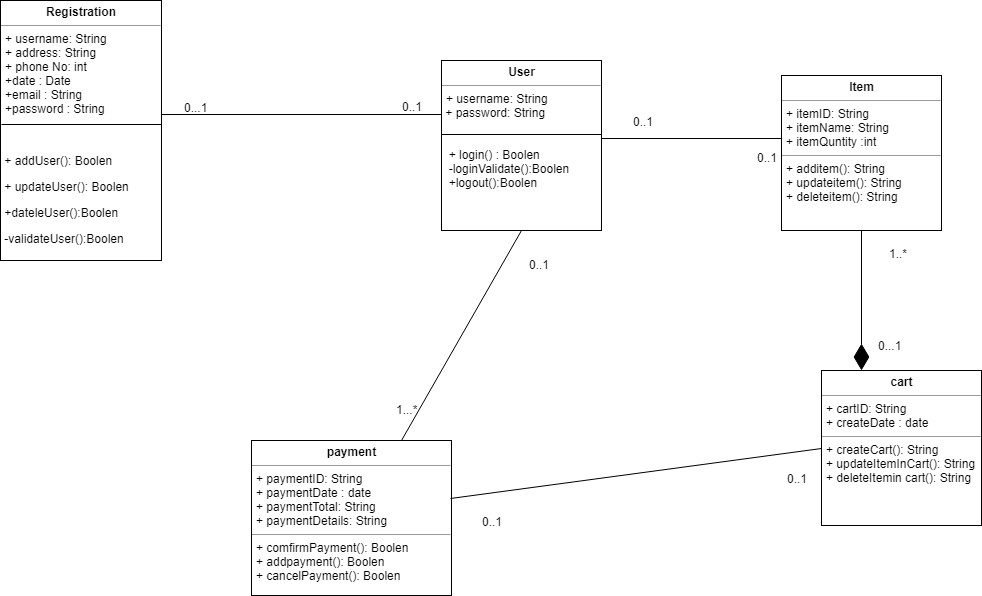 Registration
+ username: String
+ address: String
+ phone No: int
+date : Date
+email : String
+password : String
+ addUser(): Boolen
+ updateUser(): Boolen
+dateleUser():Boolen
-validateUser():Boolen
0...1
0..1
User
+ username: String
+ password: String
+ login() : Boolen
-loginValidate():Boolen
+logout():Boolen
0..1
0..1
Item
+ itemID: String
+ itemName: String
+ itemQuntity :int
+ additem(): String
+ updateitem(): String
+ deleteitem(): String
0..1
1...*
1..*
0...1
cart
+ cartID: String
+ createDate : date
+ createCart(): String
+ updateItemInCart(): String
+ deleteItemin cart(): String
payment
+ paymentID: String
+ paymentDate : date
+ paymentTotal: String
+ paymentDetails: String
+ comfirmPayment(): Boolen
+ addpayment(): Boolen
+ cancelPayment(): Boolen
0..1
0..1